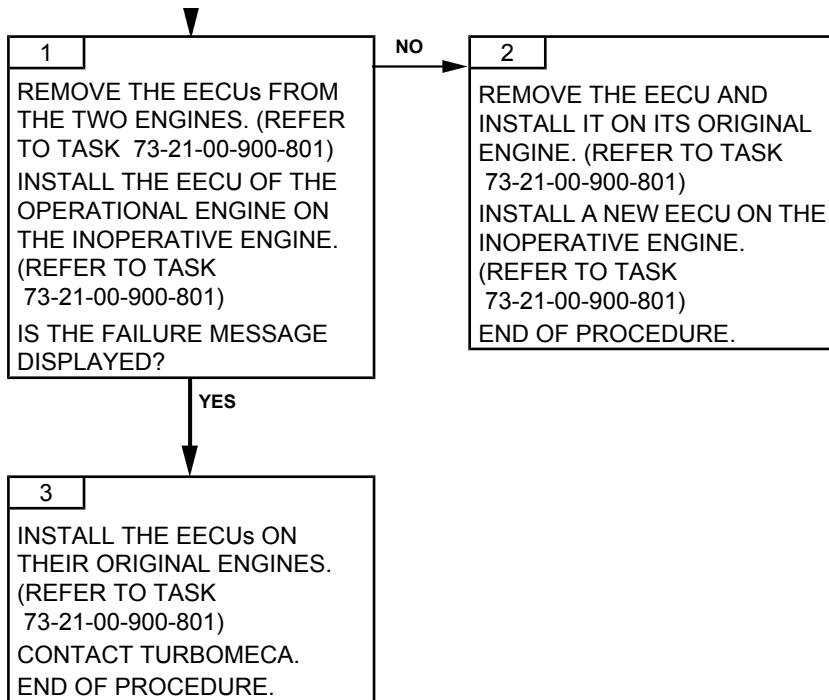 1
REMOVE THE EECUs FROM
THE TWO ENGINES. (REFER
TO TASK 73-21-00-900-801)
INSTALL THE EECU OF THE
OPERATIONAL ENGINE ON
THE INOPERATIVE ENGINE.
(REFER TO TASK
73-21-00-900-801)
IS THE FAILURE MESSAGE
DISPLAYED?
NO
2
REMOVE THE EECU AND
INSTALL IT ON ITS ORIGINAL
ENGINE. (REFER TO TASK
73-21-00-900-801)
INSTALL A NEW EECU ON THE
INOPERATIVE ENGINE.
(REFER TO TASK
73-21-00-900-801)
END OF PROCEDURE.
YES
3
INSTALL THE EECUs ON
THEIR ORIGINAL ENGINES.
(REFER TO TASK
73-21-00-900-801)
CONTACT TURBOMECA.
END OF PROCEDURE.